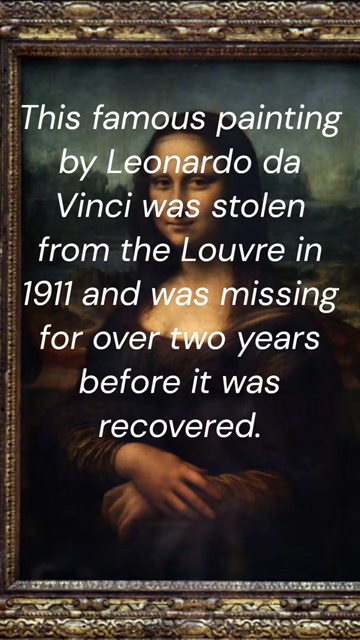 This famous painting
by Leonardo da
Vinci was stolen
from the Louvre in
1911 and was missing
for over two years
before it was
recovered.